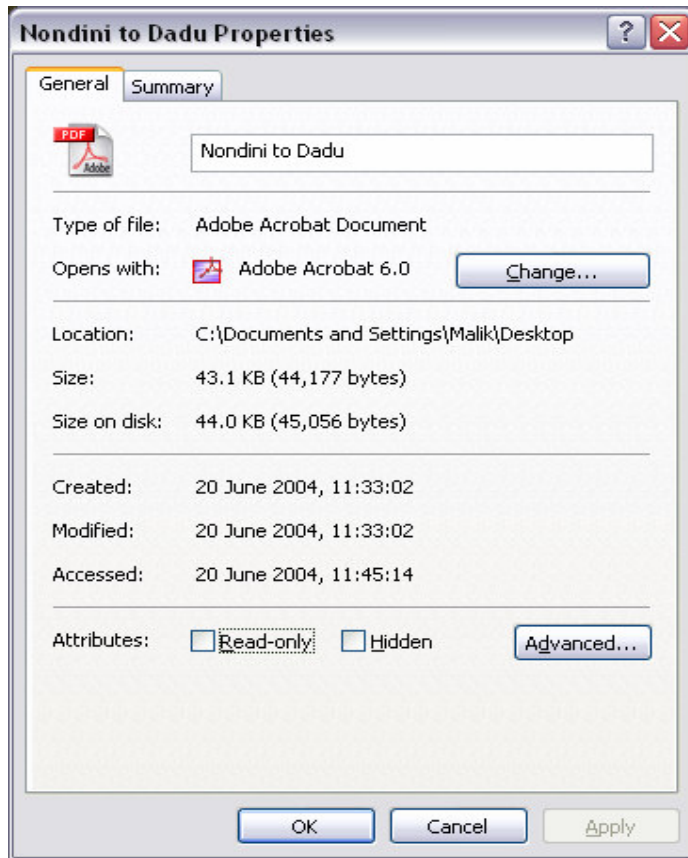 Nondini to Dadu Properties
General Summary
PDF
Adobe
Nondini to Dadu
Type of file: Adobe Acrobat Document
Opens with: Adobe Acrobat 6.0 Change...
Location: C:\Documents and Settings\Malik\Desktop
Size: 43.1 KB (44,177 bytes)
Size on disk: 44.0 KB (45,056 bytes)
Created: 20 June 2004, 11:33:02
Modified: 20 June 2004, 11:33:02
Accessed: 20 June 2004, 11:45:14
Attributes: Read-only Hidden Advanced...
OK Cancel Apply